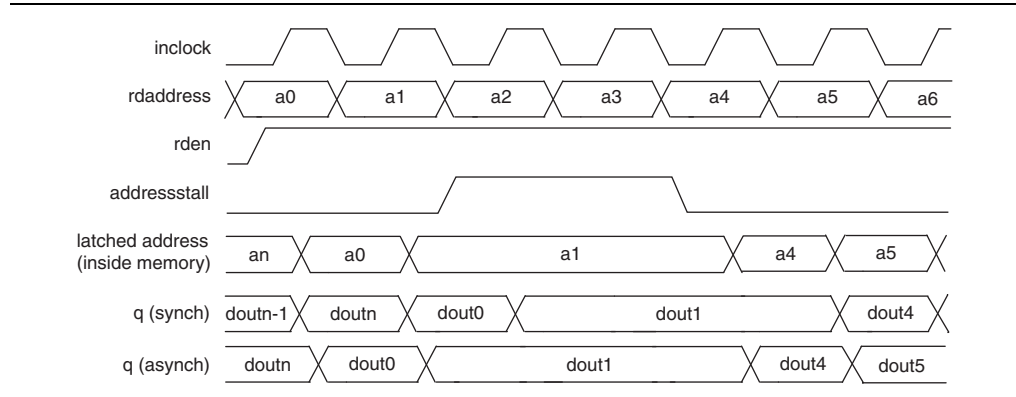 inclock
rdaddress a0 a1 a2 a3 a4 a5 a6
rden
addressstall
latched address
(inside memory) an a0 a1 a4 a5
q (synch) doutn-1 doutn dout0 dout1 dout4
q (asynch) doutn dout0 dout1 dout4 dout5